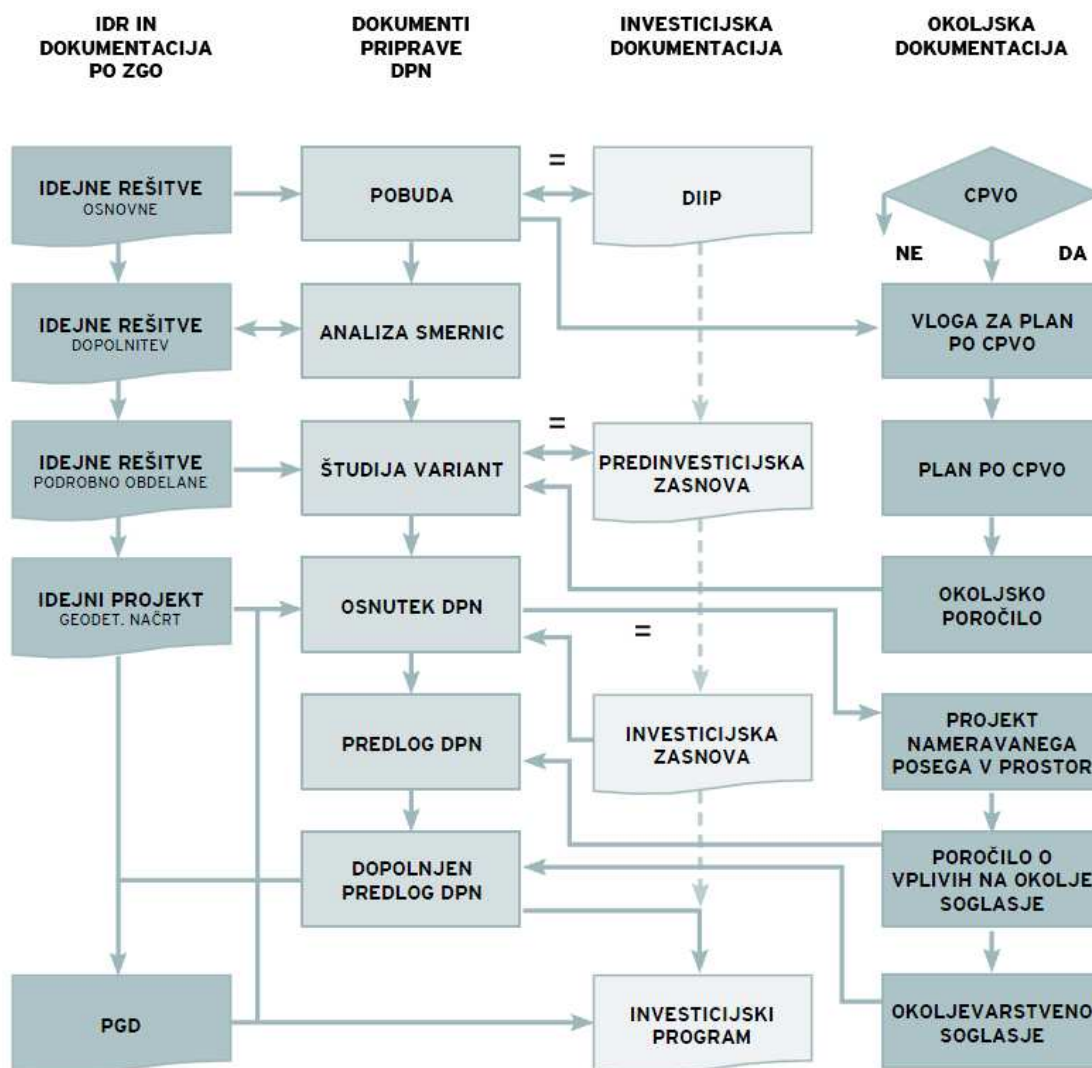 IDR IN
DOKUMENTACIJA
PO ZGO
DOKUMENTI
PRIPRAVE
DPN
INVESTICIJSKA
DOKUMENTACIJA
OKOLJSKA
DOKUMENTACIJA
IDEJNE REŠITVE
OSNOVNE
POBUDA
=
DIIP
CPVO
NE
DA
IDEJNE REŠITVE
DOPOLNITEV
ANALIZA SMERNIC
VLOGA ZA PLAN
PO CPVO
IDEJNE REŠITVE
PODROBNO OBDELANE
ŠTUDIJA VARIANT
=
PREDINVESTICIJSKA
ZASNOVA
PLAN PO CPVO
IDEJNI PROJEKT
GEODET. NAČRT
OSNUTEK DPN
=
OKOLJSKO
POROČILO
PREDLOG DPN
INVESTICIJSKA
ZASNOVA
PROJEKT
NAMERAVANEGA
POSEGA V PROSTOR
DOPOLNJEN
PREDLOG DPN
POROČILO O
VPLIVIH NA OKOLJE
SOGLASJE
PGD
INVESTICIJSKI
PROGRAM
OKOLJEVARSTVENO
SOGLASJE